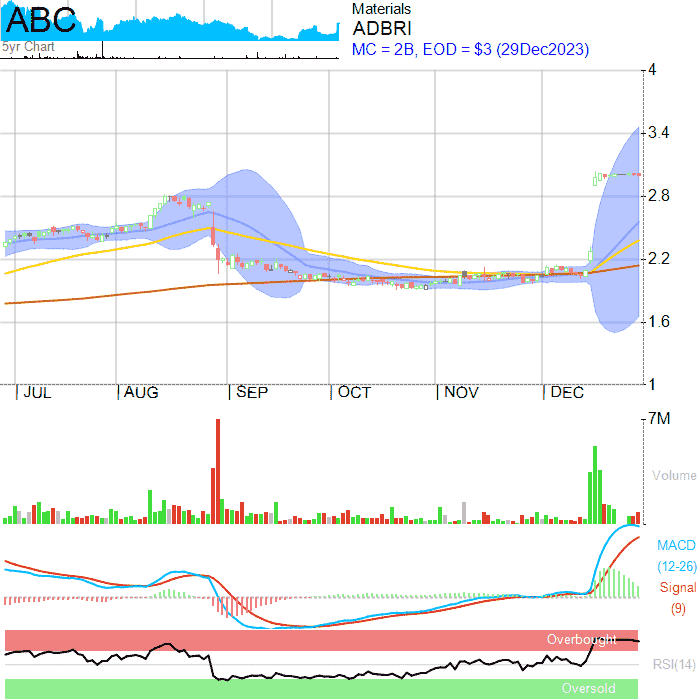 ABC
5yr Chart
Materials
ADBRI
MC = 2B, EOD = $3 (29Dec2023)
4
3.4
2.8
2.2
1.6
1
JUL AUG SEP OCT NOV DEC
7M
Volume
MACD
(12-26)
Signal
(9)
Overbought
RSI(14)
Oversold